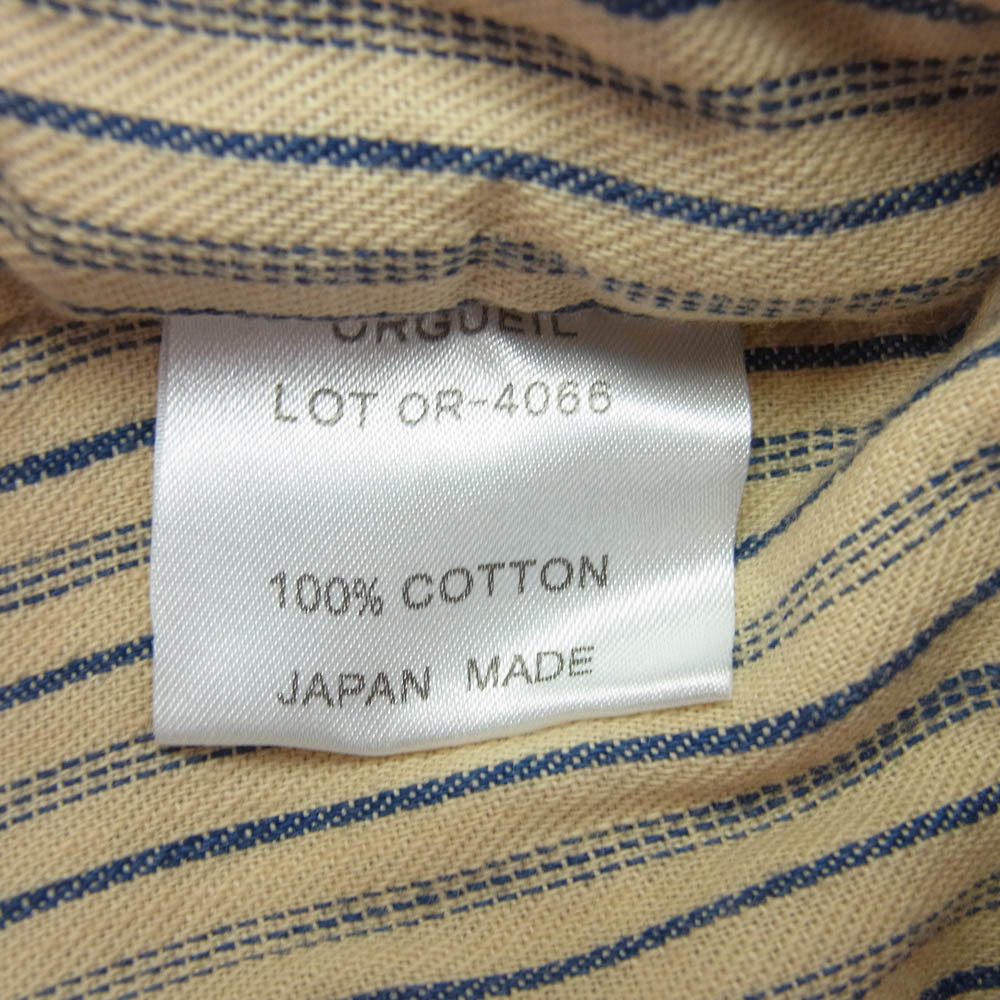 ORGUEIL
LOT OR-4066
100% COTTON
JAPAN MADE